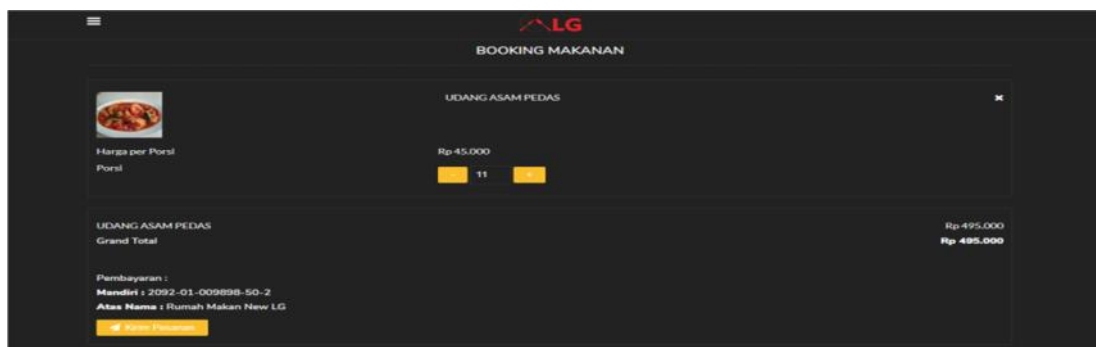 LG
BOOKING MAKANAN
UDANG ASAM PEDAS
Harga per Porsi
Rp 45.000
Porsi
- 11 +
UDANG ASAM PEDAS
Rp 495.000
Grand Total
Rp 495.000
Pembayaran :
Mandiri : 2092-01-009898-50-2
Atas Nama : Rumah Makan New LG
Kirim Pesanan